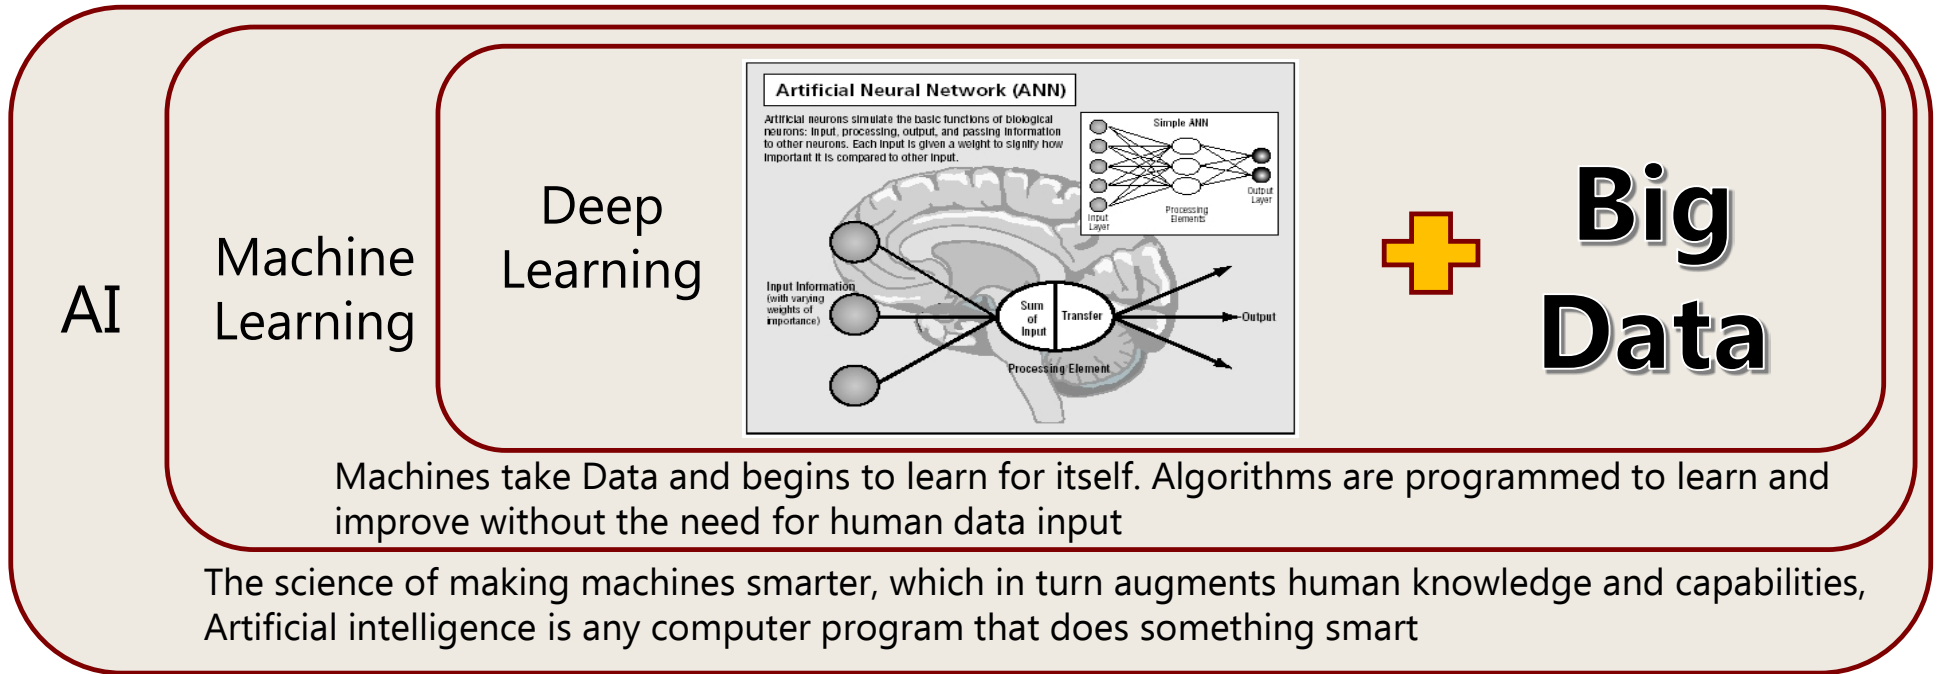 AI
Machine
Learning
Deep
Learning
Artificial Neural Network (ANN)
Artificial neurons simulate the basic functions of biological
neurons: Input, processing, output, and passing information
to other neurons. Each input is given a weight to signify how
important it is compared to other input.
Simple ANN
Input
Layer
Processing
Elements
Output
Layer
Input Information
(with varying
weights of
importance)
Sum
of
Input
Transfer
Output
Processing Element
Big
Data
Machines take Data and begins to learn for itself. Algorithms are programmed to learn and
improve without the need for human data input
The science of making machines smarter, which in turn augments human knowledge and capabilities,
Artificial intelligence is any computer program that does something smart